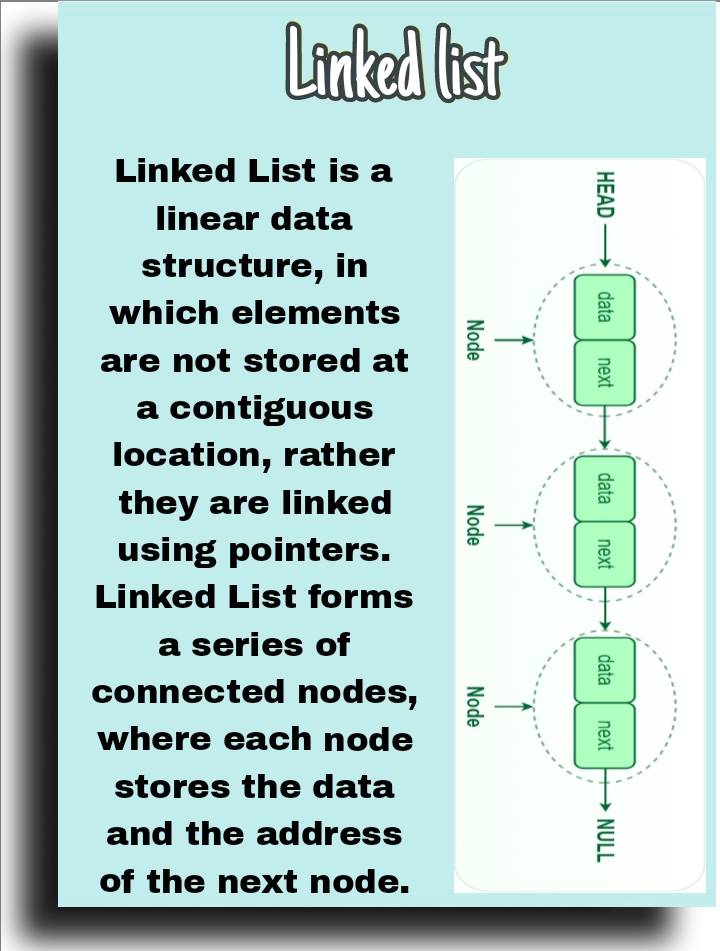 Linked list
Linked List is a
linear data
structure, in
which elements
are not stored at
a contiguous
location, rather
they are linked
using pointers.
Linked List forms
a series of
connected nodes,
where each node
stores the data
and the address
of the next node.
HEAD
data
next
Node
data
next
Node
data
next
Node
NULL